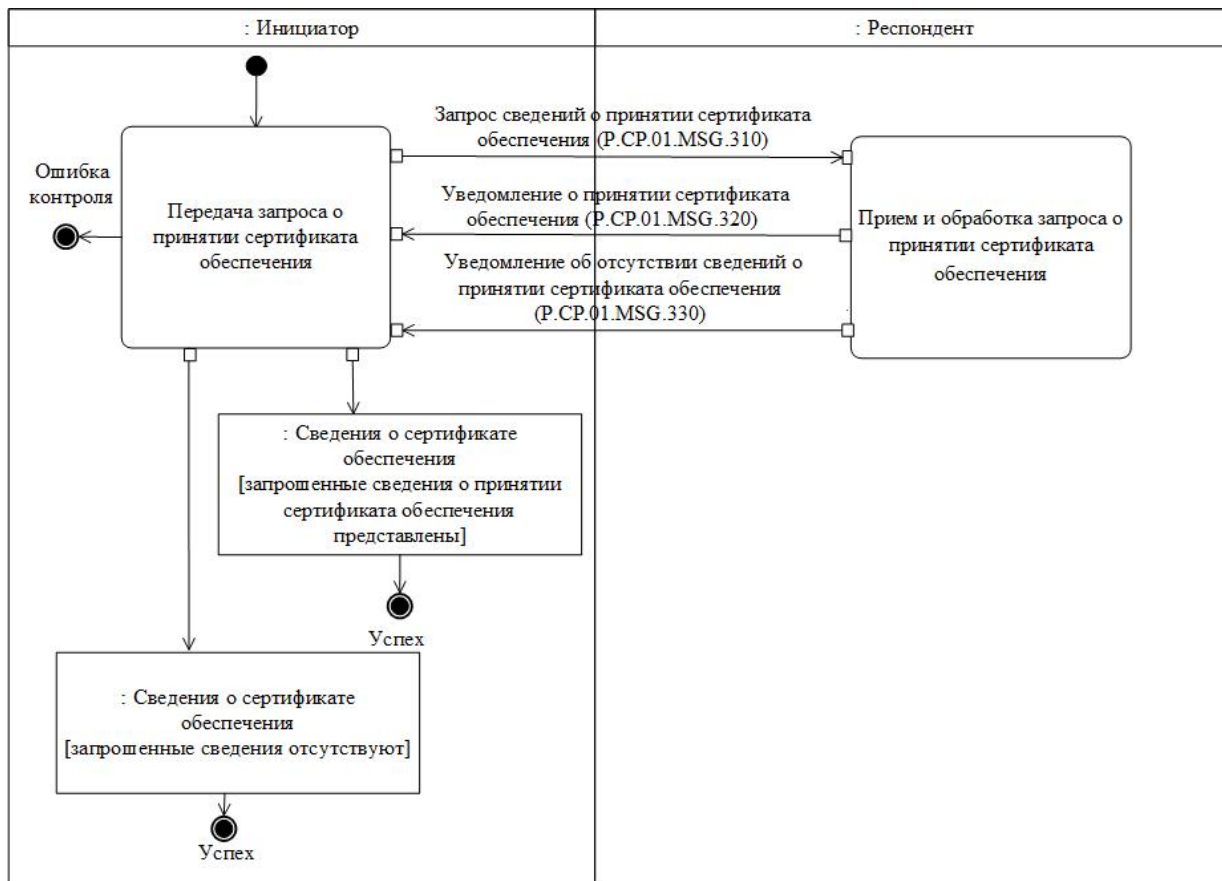 : Инициатор
: Респондент
Запрос сведений о принятии сертификата
обеспечения (P.CP.01.MSG.310)
Ошибка
контроля
Передача запроса о
принятии сертификата
обеспечения
Уведомление о принятии сертификата
обеспечения (P.CP.01.MSG.320)
Прием и обработка запроса о
принятии сертификата
обеспечения
Уведомление об отсутствии сведений о
принятии сертификата обеспечения
(P.CP.01.MSG.330)
: Сведения о сертификате
обеспечения
[запрошенные сведения о принятии
сертификата обеспечения
представлены]
Успех
: Сведения о сертификате
обеспечения
[запрошенные сведения отсутствуют]
Успех